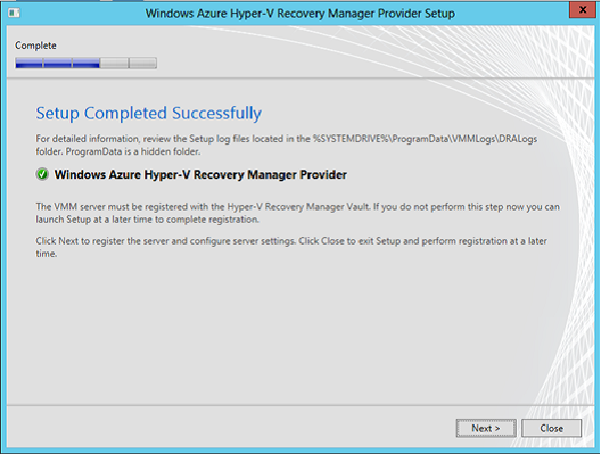 Windows Azure Hyper-V Recovery Manager Provider Setup
x
Complete
Setup Completed Successfully
For detailed information, review the Setup log files located in the %SYSTEMDRIVE%\ProgramData\VMMLogs\DRALogs
folder. ProgramData is a hidden folder.
Windows Azure Hyper-V Recovery Manager Provider
The VMM server must be registered with the Hyper-V Recovery Manager Vault. If you do not perform this step now you can
launch Setup at a later time to complete registration.
Click Next to register the server and configure server settings. Click Close to exit Setup and perform registration at a later
time.
Next >
Close